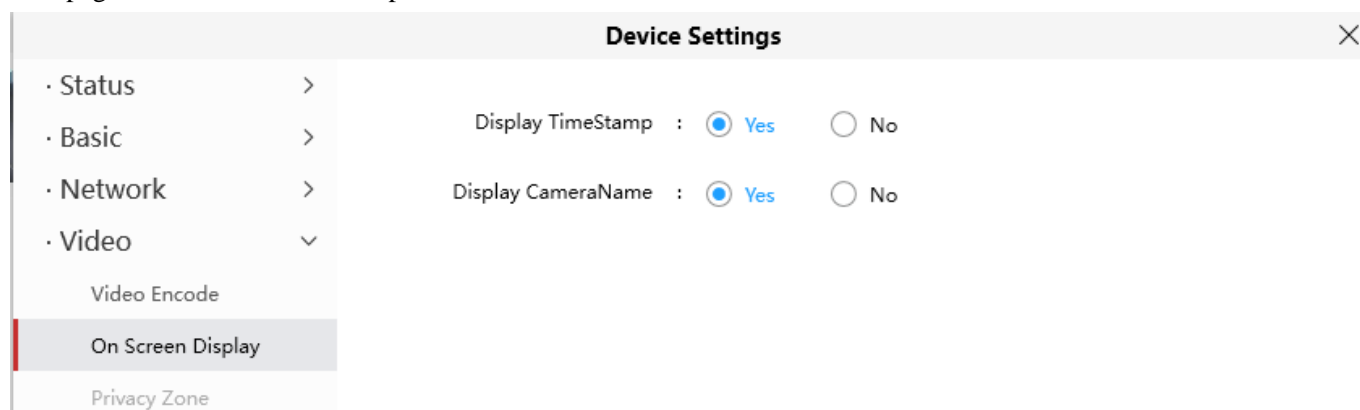 Device Settings
· Status
· Basic
· Network
· Video
Video Encode
On Screen Display
Privacy Zone
Display TimeStamp : Yes No
Display CameraName : Yes No